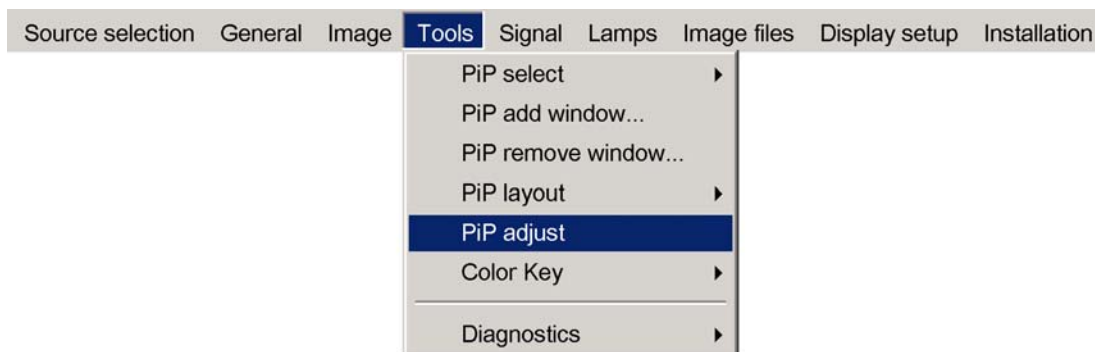 Source selection General Image Tools Signal Lamps Image files Display setup Installation
PiP select
PiP add window...
PiP remove window...
PiP layout
PiP adjust
Color Key
Diagnostics